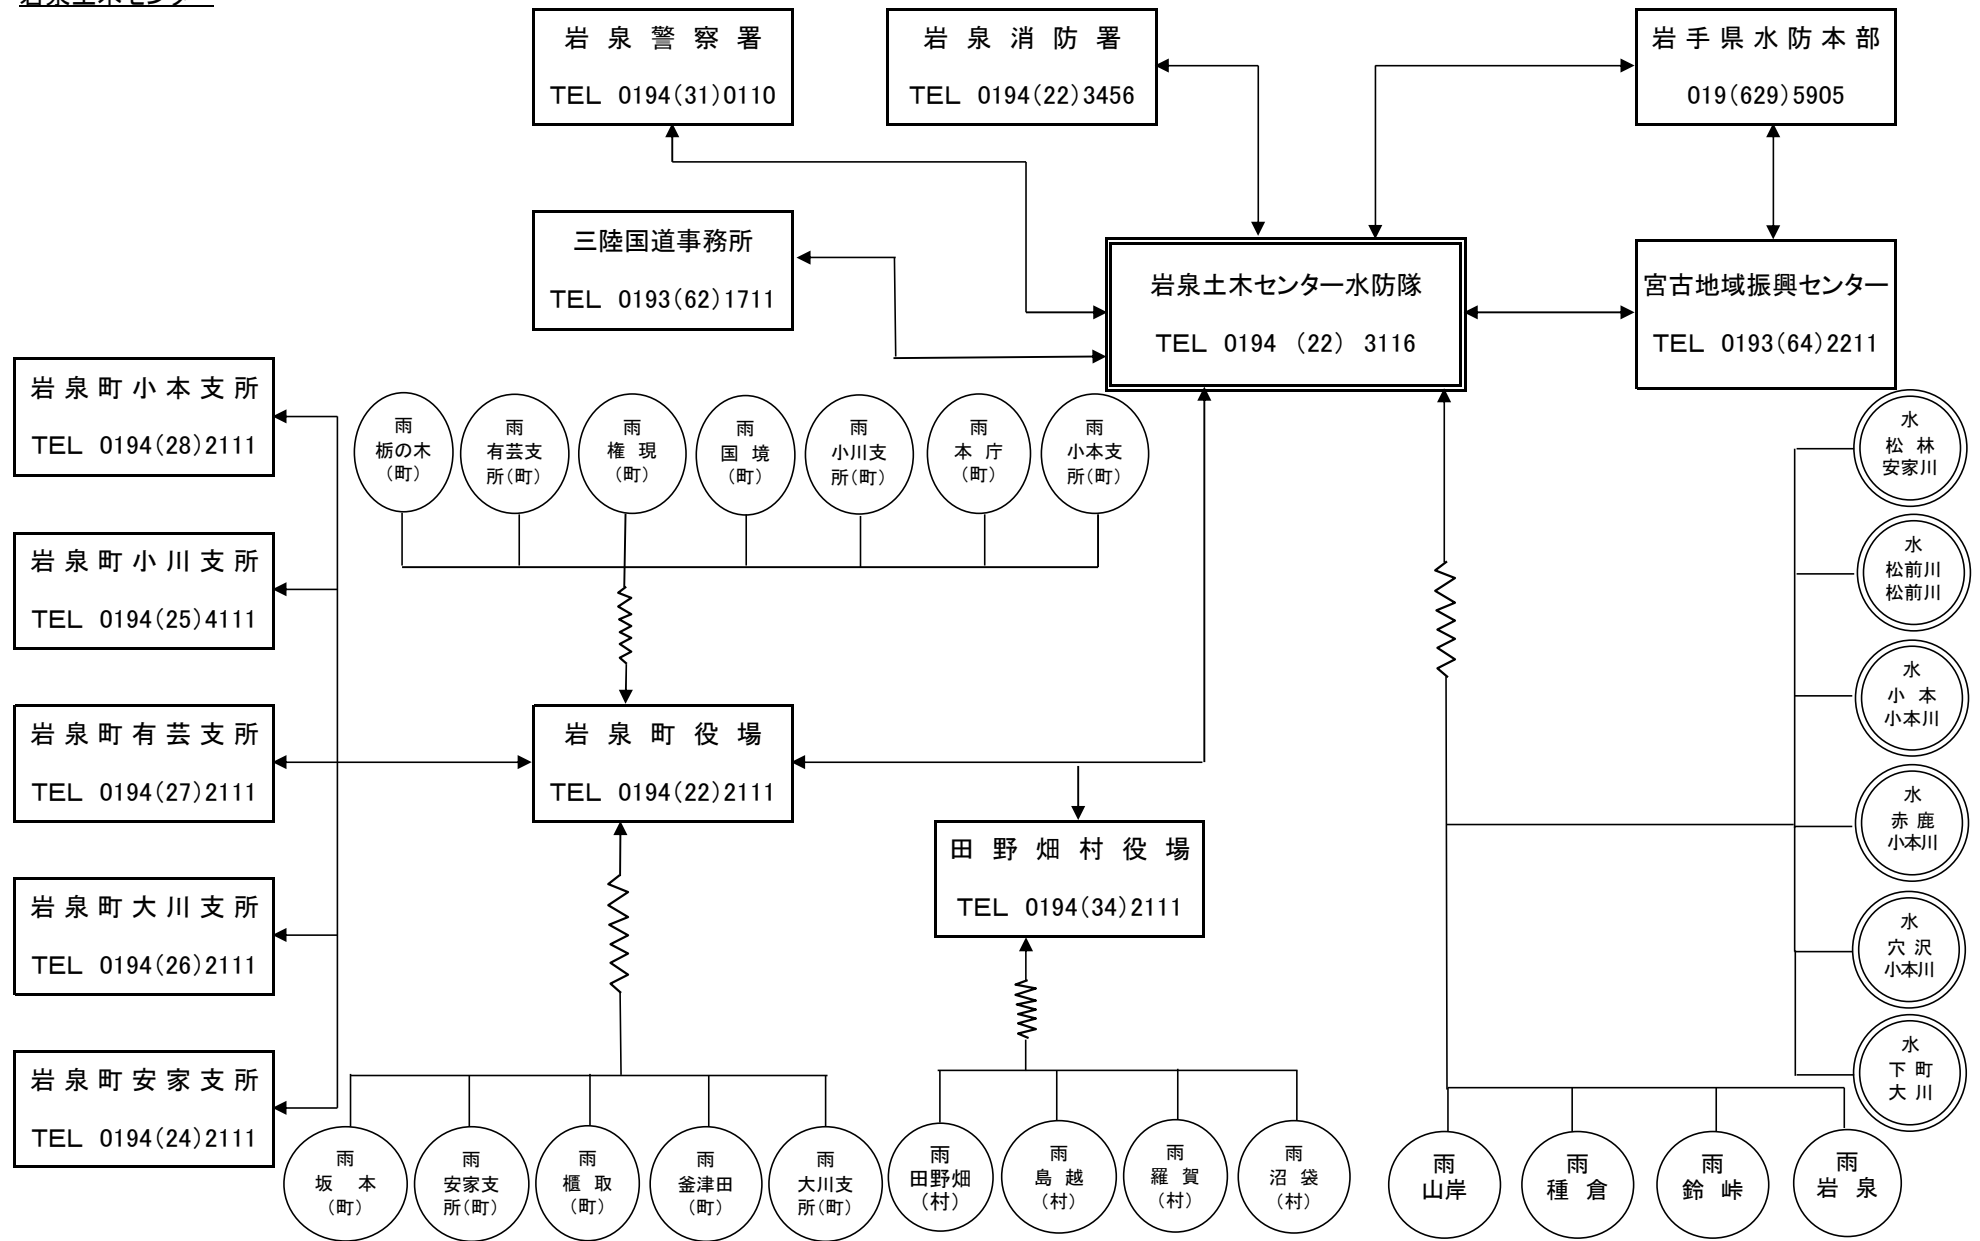 岩泉土木センター
岩泉警察署
TEL 0194(31)0110
岩泉消防署
TEL 0194(22)3456
岩手県水防本部
019(629)5905
三陸国道事務所
TEL 0193(62)1711
岩泉土木センター水防隊
TEL 0194 (22) 3116
宮古地域振興センター
TEL 0193(64)2211
岩泉町小本支所
TEL 0194(28)2111
岩泉町小川支所
TEL 0194(25)4111
岩泉町有芸支所
TEL 0194(27)2111
岩泉町大川支所
TEL 0194(26)2111
岩泉町安家支所
TEL 0194(24)2111
雨
栃の木
(町)
雨
有芸支
所(町)
雨
権 現
(町)
雨
国 境
(町)
雨
小川支
所(町)
雨
本 庁
(町)
雨
小本支
所(町)
岩泉町役場
TEL 0194(22)2111
田野畑村役場
TEL 0194(34)2111
水
松 林
安家川
水
松前川
松前川
水
小 本
小本川
水
赤 鹿
小本川
水
穴 沢
小本川
水
下 町
大 川
雨
坂 本
(町)
雨
安家支
所(町)
雨
櫃 取
(町)
雨
釜津田
(町)
雨
大川支
所(町)
雨
田野畑
(村)
雨
島 越
(村)
雨
羅 賀
(村)
雨
沼 袋
(村)
雨
山岸
雨
種 倉
雨
鈴 峠
雨
岩 泉